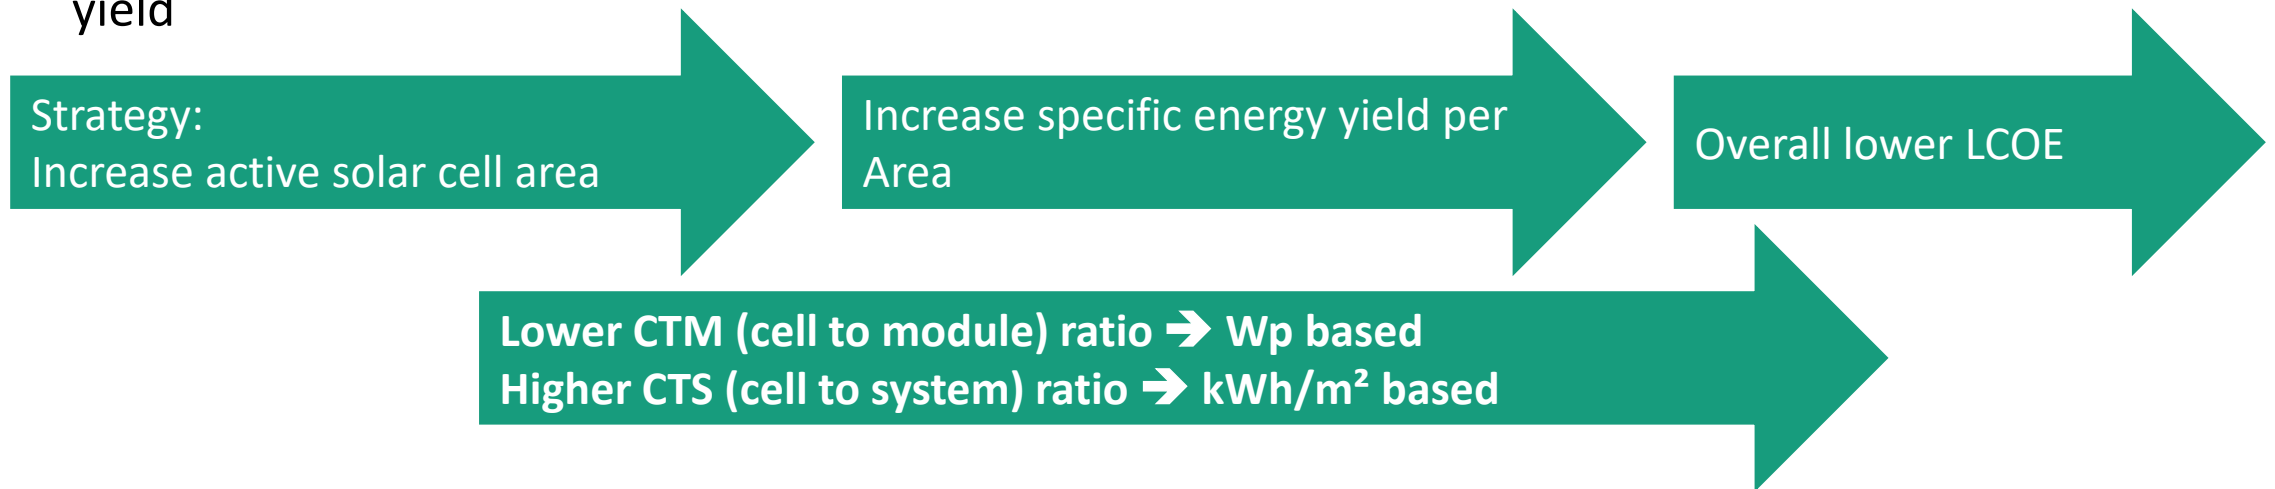 yield
Strategy:
Increase active solar cell area
Increase specific energy yield per
Area
Overall lower LCOE
Lower CTM (cell to module) ratio ➔ Wp based
Higher CTS (cell to system) ratio ➔ kWh/m² based